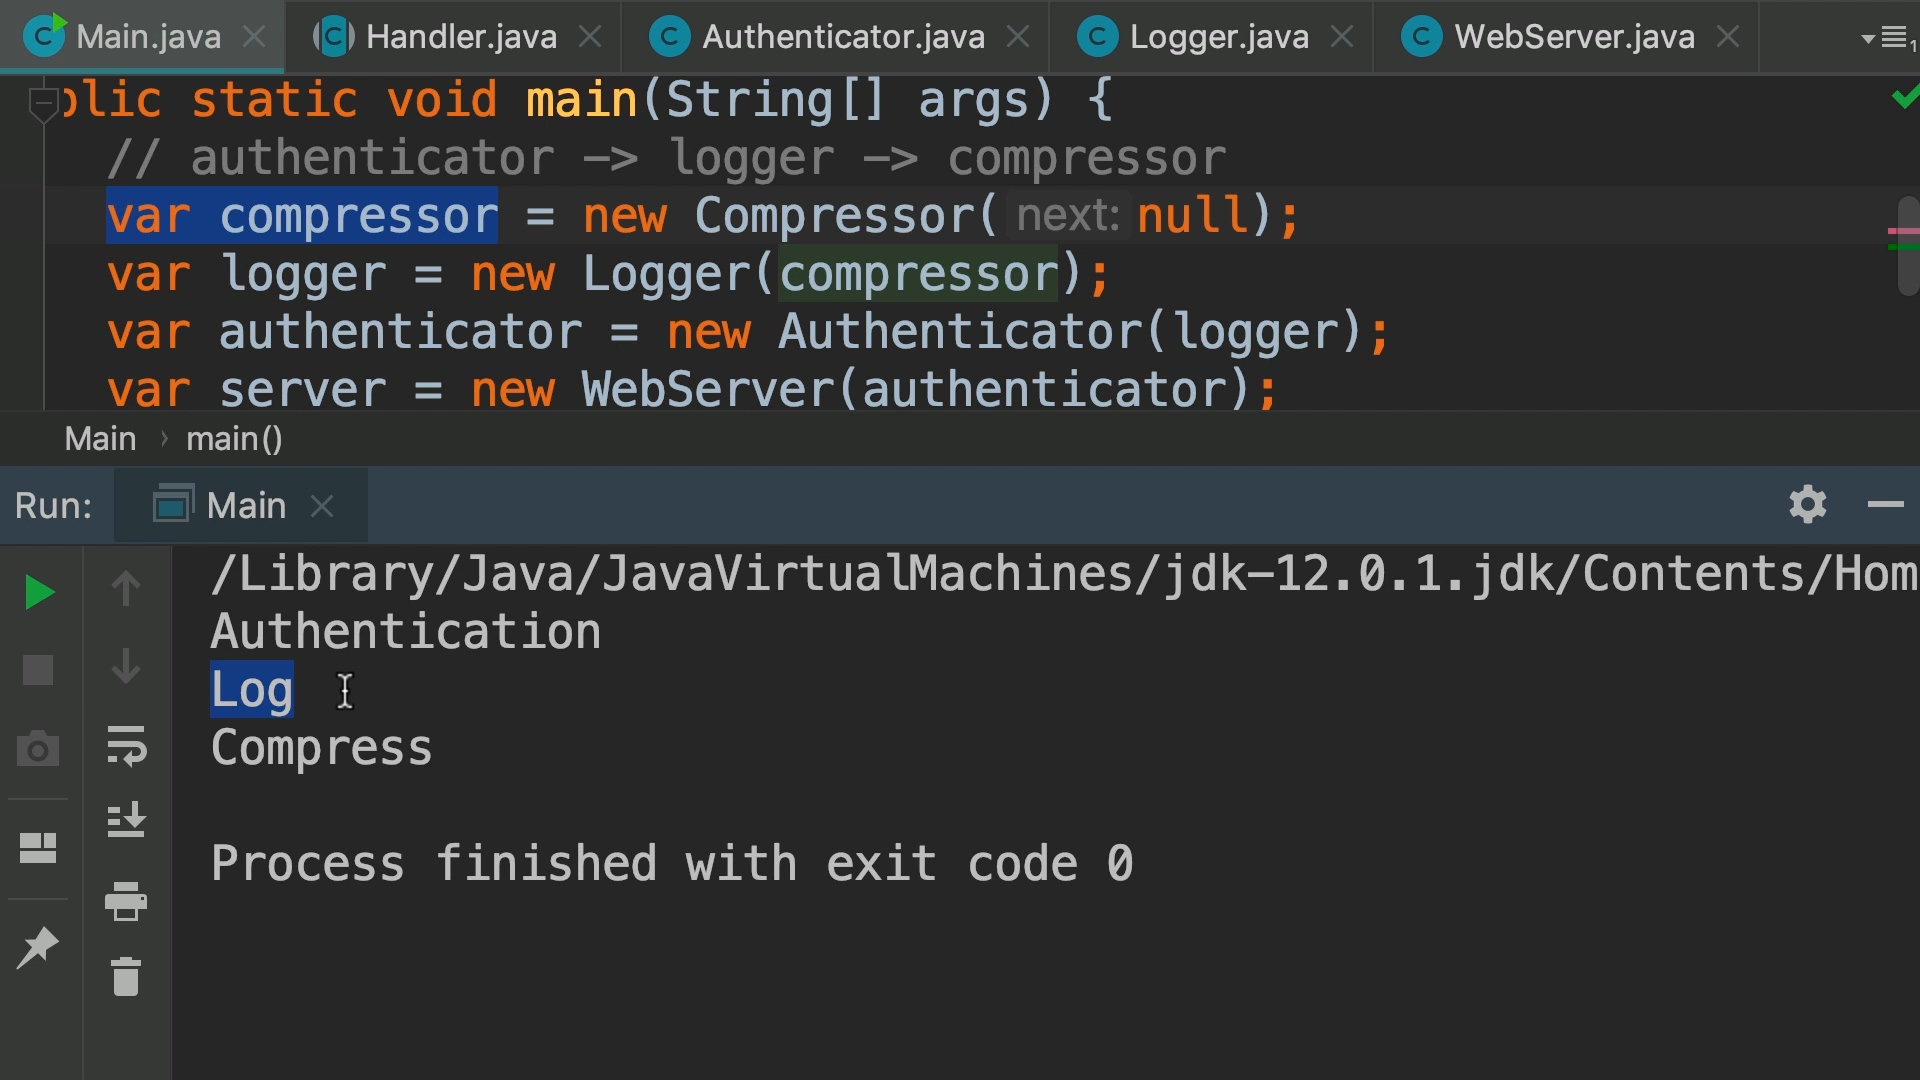 Main.java
Handler.java
Authenticator.java
Logger.java
WebServer.java
blic static void main(String[] args) {
// authenticator -> logger -> compressor
var compressor = new Compressor( next: null);
var logger = new Logger(compressor);
var authenticator = new Authenticator(logger);
var server = new WebServer(authenticator);
Main › main()
Run: Main
/Library/Java/JavaVirtualMachines/jdk-12.0.1.jdk/Contents/Hom
Authentication
Log
Compress
Process finished with exit code 0